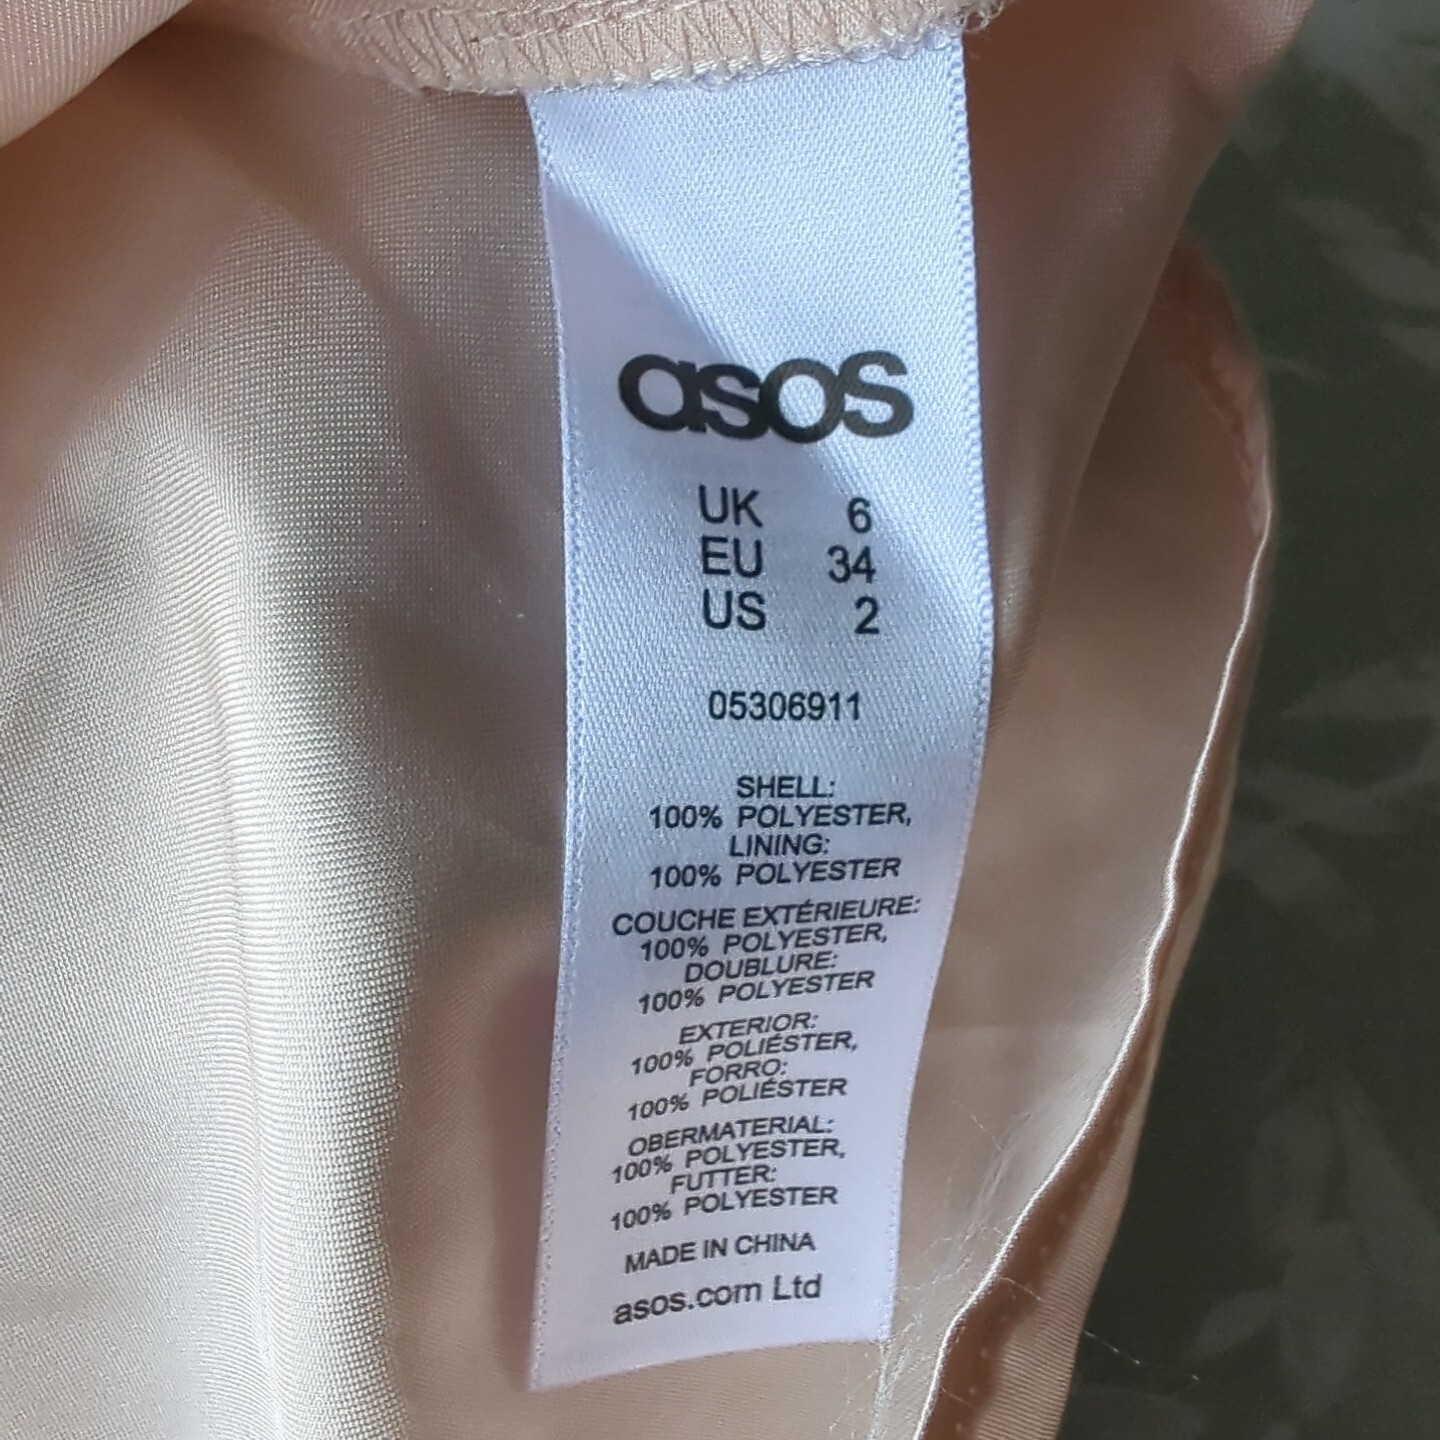 asos
UK 6
EU 34
US 2
05306911
SHELL:
100% POLYESTER,
LINING:
100% POLYESTER
COUCHE EXTÉRIEURE:
100% POLYESTER,
DOUBLURE:
100% POLYESTER
EXTERIOR:
100% POLIÉSTER,
FORRO:
100% POLIÉSTER
OBERMATERIAL:
100% POLYESTER,
FUTTER:
100% POLYESTER
MADE IN CHINA
asos.com Ltd